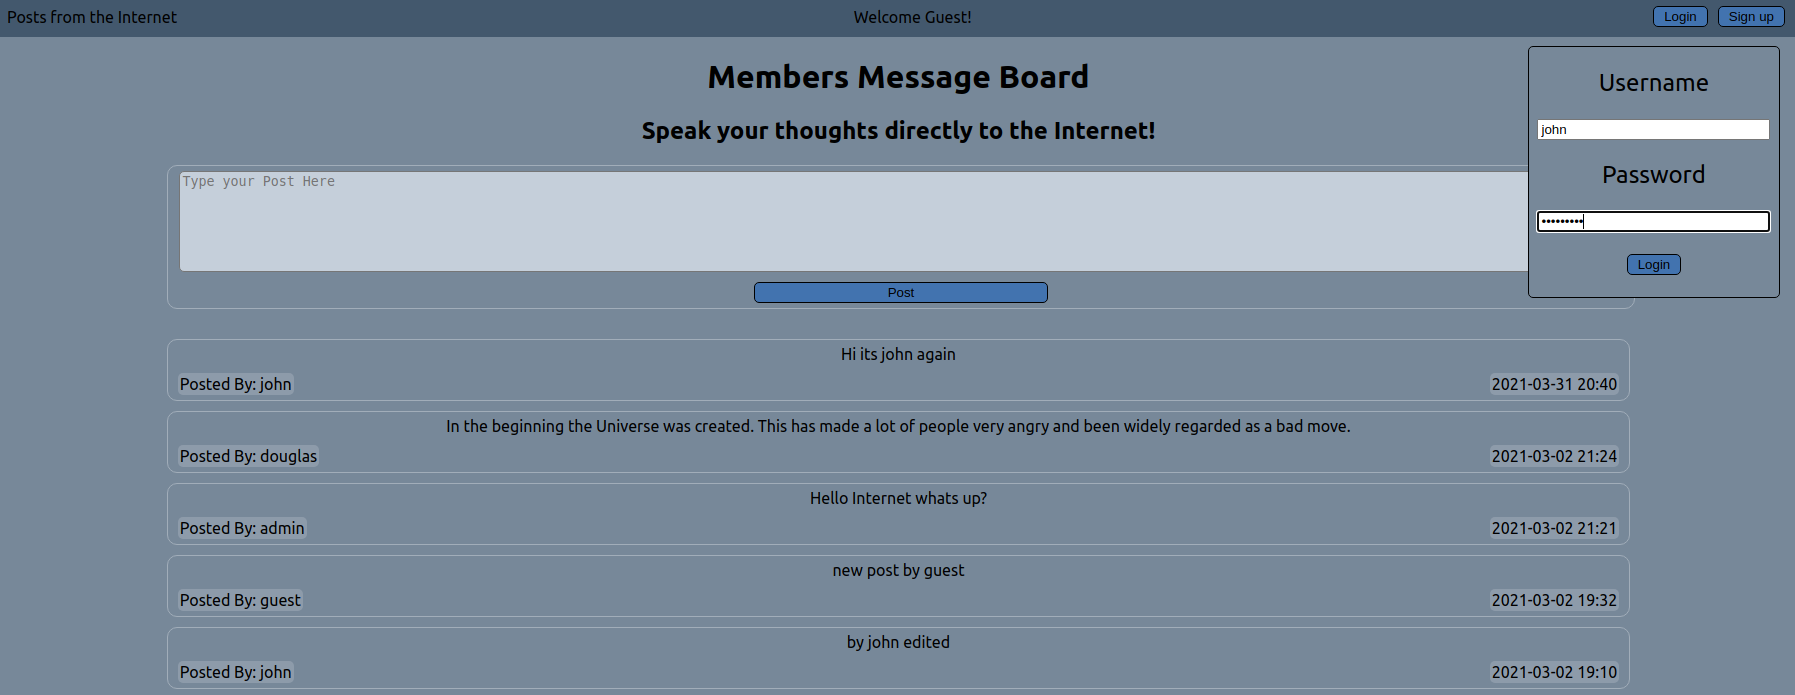 Posts from the Internet
Welcome Guest!
Login
Sign up
Members Message Board
Speak your thoughts directly to the Internet!
Type your Post Here
Post
Username
john
Password
•••••••••
Login
Hi its john again
Posted By: john
2021-03-31 20:40
In the beginning the Universe was created. This has made a lot of people very angry and been widely regarded as a bad move.
Posted By: douglas
2021-03-02 21:24
Hello Internet whats up?
Posted By: admin
2021-03-02 21:21
new post by guest
Posted By: guest
2021-03-02 19:32
by john edited
Posted By: john
2021-03-02 19:10